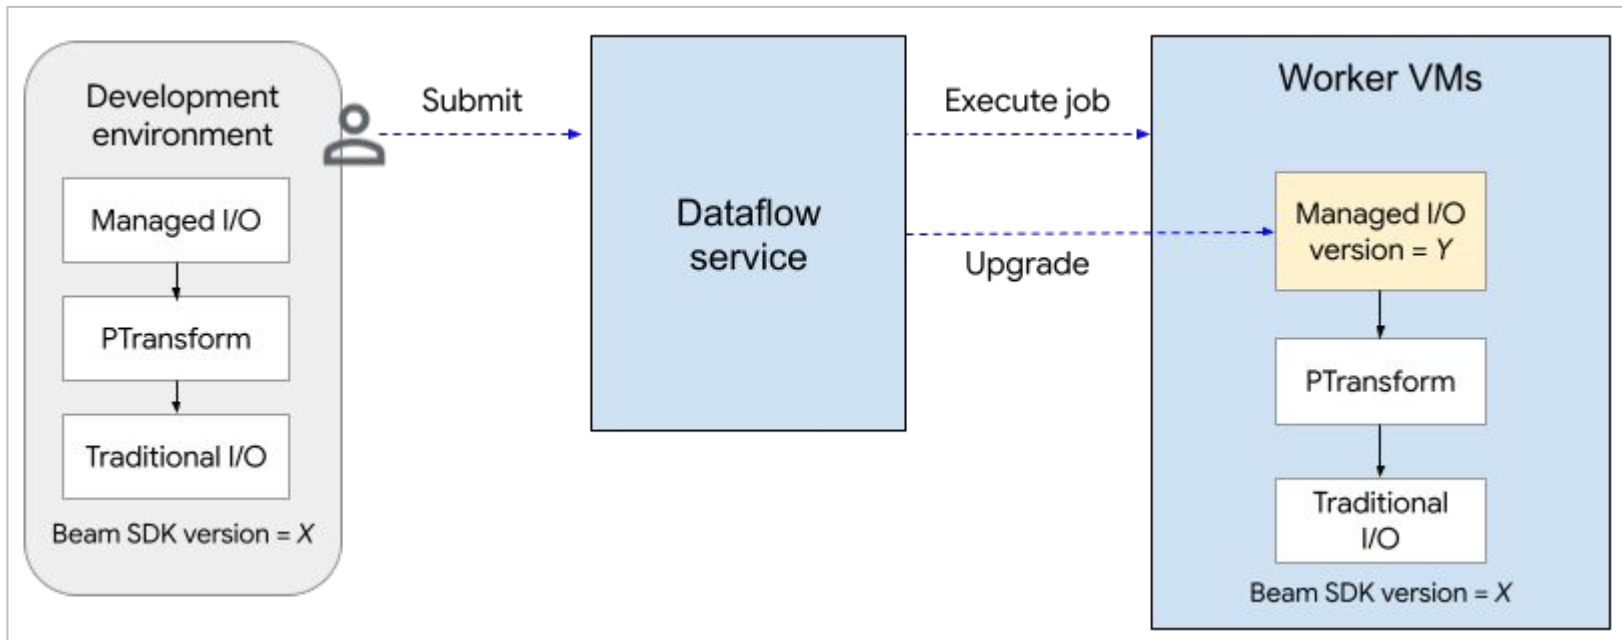 Development
environment
Managed I/O
PTransform
Traditional I/O
Beam SDK version = X
Submit
Dataflow
service
Execute job
Upgrade
Worker VMs
Managed I/O
version = Y
PTransform
Traditional
I/O
Beam SDK version = X